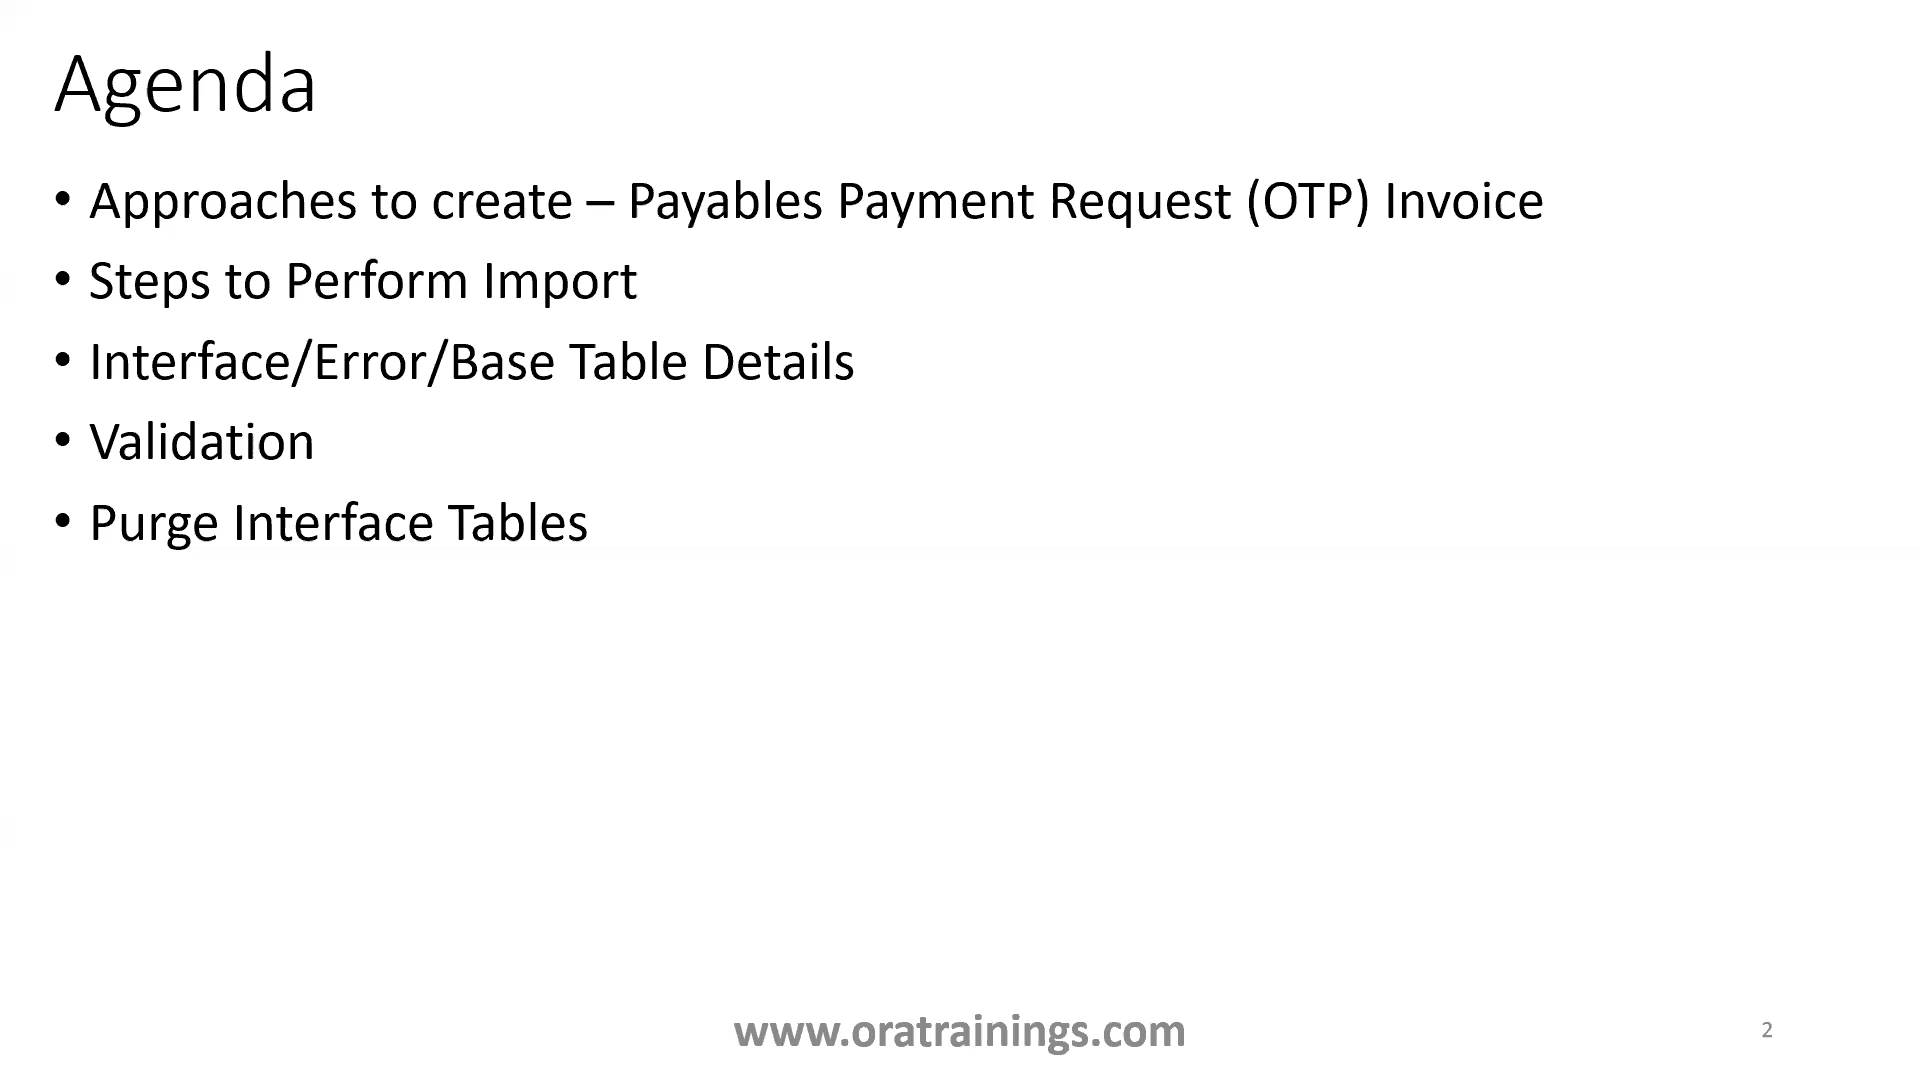 Agenda
• Approaches to create – Payables Payment Request (OTP) Invoice
• Steps to Perform Import
• Interface/Error/Base Table Details
• Validation
• Purge Interface Tables
www.oratrainings.com
2